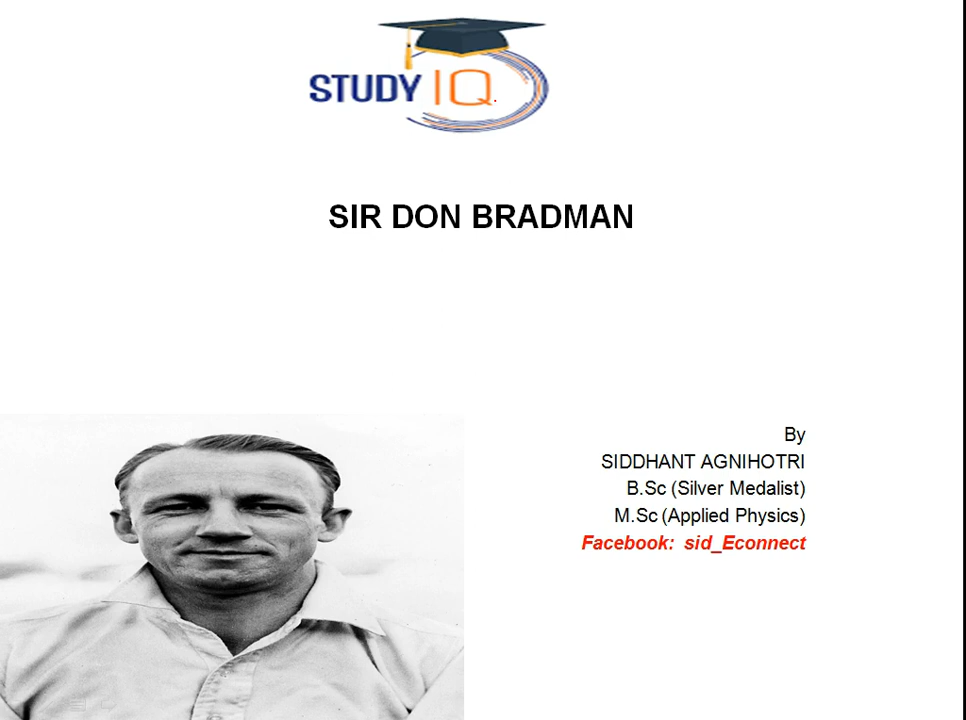 STUDY IQ
SIR DON BRADMAN
By
SIDDHANT AGNIHOTRI
B.Sc (Silver Medalist)
M.Sc (Applied Physics)
Facebook: sid_Econnect